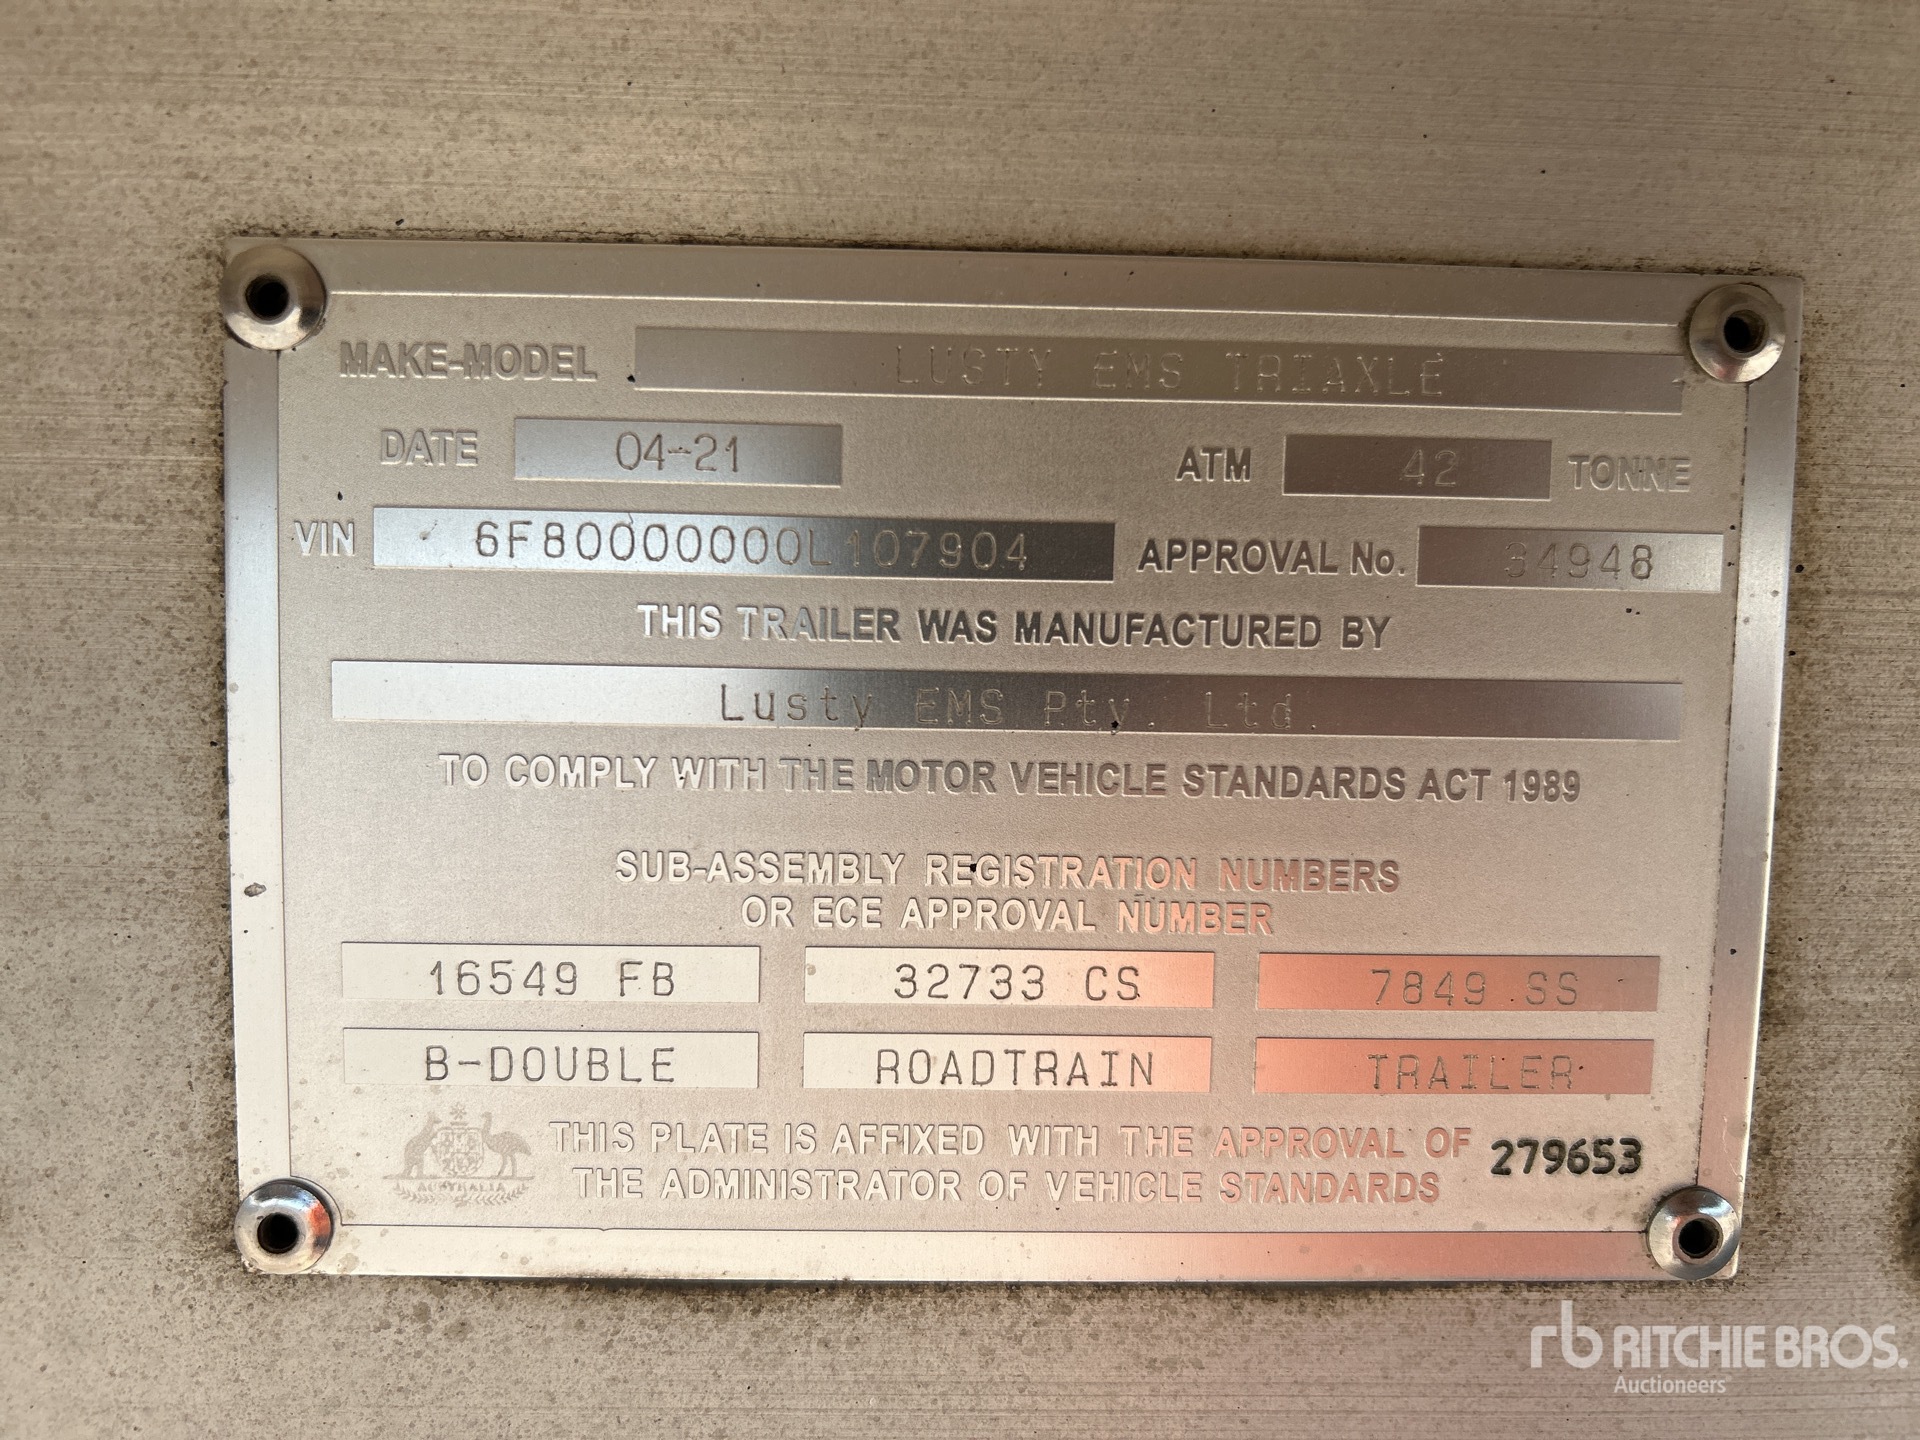 MAKE-MODEL LUSTY EMS TRIAXLE
DATE 04-21 ATM 42 TONNE
VIN 6F80000000L107904 APPROVAL No. 34948
THIS TRAILER WAS MANUFACTURED BY
Lusty EMS Pty. Ltd.
TO COMPLY WITH THE MOTOR VEHICLE STANDARDS ACT 1989
SUB-ASSEMBLY REGISTRATION NUMBERS
OR ECE APPROVAL NUMBER
16549 FB 32733 CS 7849 SS
B-DOUBLE ROADTRAIN TRAILER
AUSTRALIA
THIS PLATE IS AFFIXED WITH THE APPROVAL OF 279653
THE ADMINISTRATOR OF VEHICLE STANDARDS
rb RITCHIE BROS.
Auctioneers